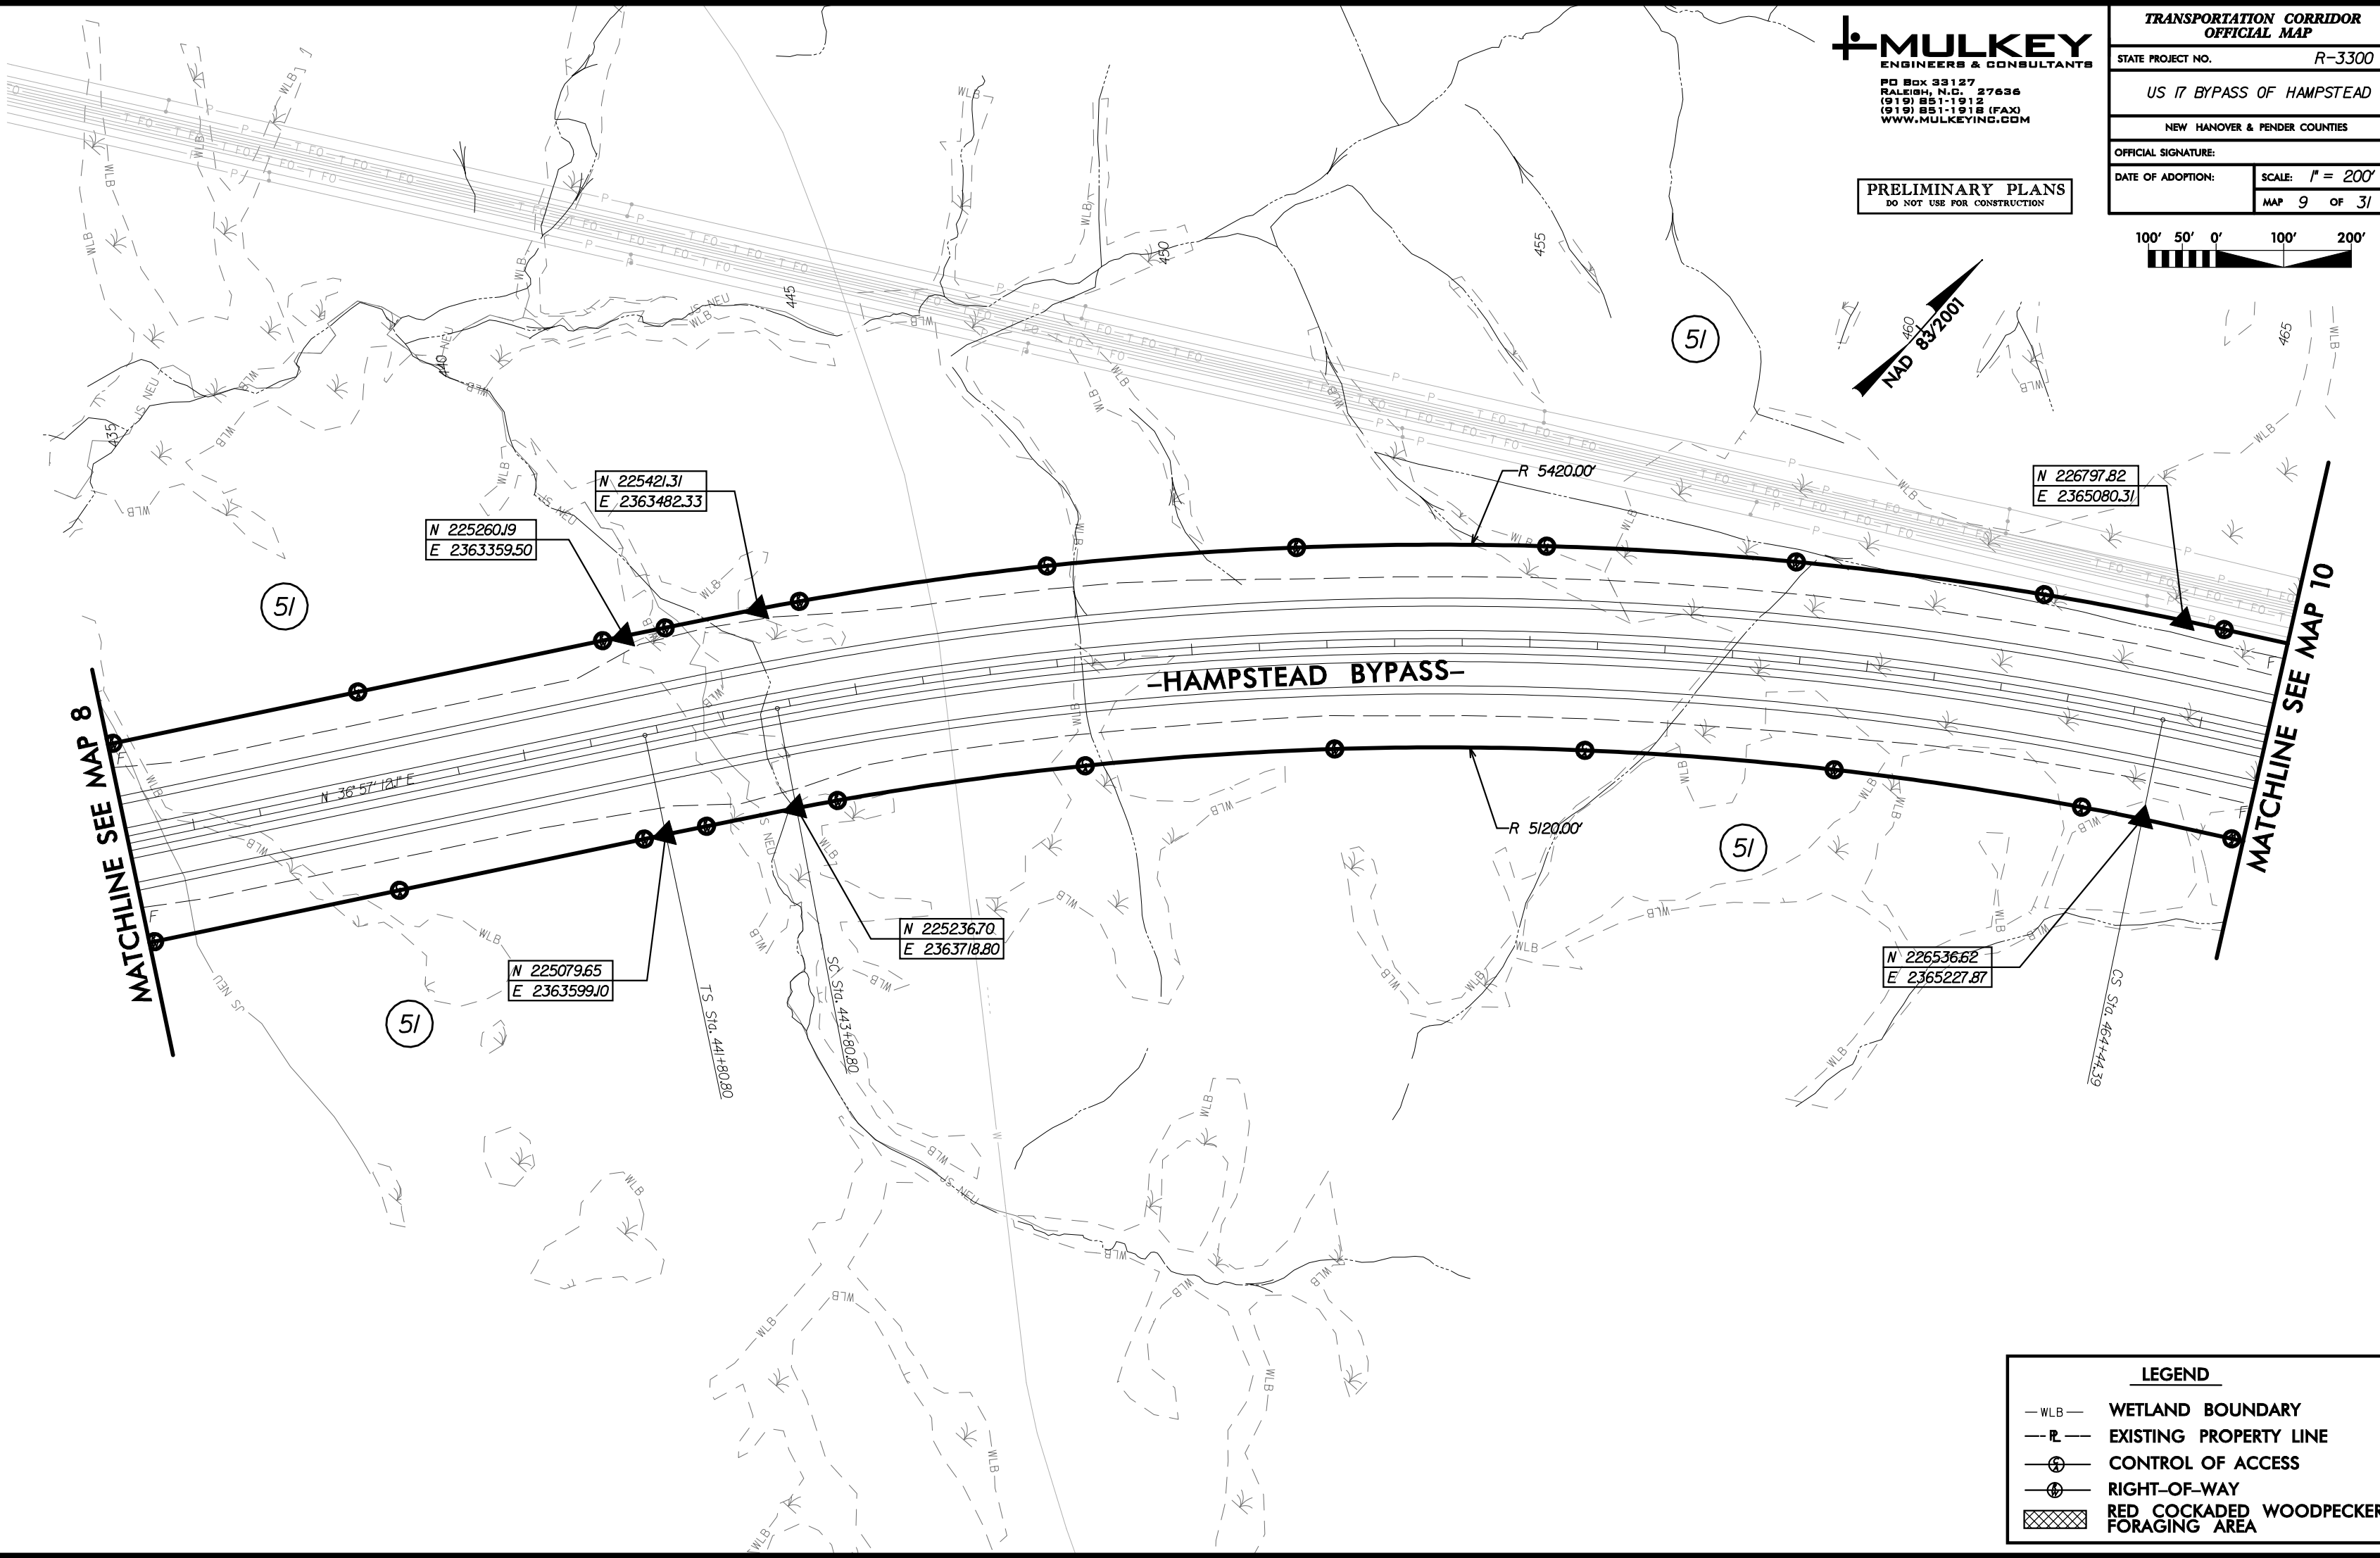 MULKEY
ENGINEERS & CONSULTANTS
PO Box 33127
RALEIGH, N.C. 27636
(919) 851-1912
(919) 851-1918 (FAX)
WWW.MULKEYINC.COM
PRELIMINARY PLANS
DO NOT USE FOR CONSTRUCTION
TRANSPORTATION CORRIDOR
OFFICIAL MAP
STATE PROJECT NO. R-3300
US 17 BYPASS OF HAMPSTEAD
NEW HANOVER & PENDER COUNTIES
OFFICIAL SIGNATURE:
DATE OF ADOPTION:
SCALE: 1" = 200'
MAP 9 OF 31
100' 50' 0' 100' 200'
NAD 83/2001
435
440
445
450
455
460
465
51
51
51
51
N 225421.31
E 2363482.33
N 225260.19
E 2363359.50
R 5420.00'
N 226797.82
E 2365080.31
MATCHLINE SEE MAP 8
MATCHLINE SEE MAP 10
–HAMPSTEAD BYPASS–
N 36° 57' 12.1" E
R 5120.00'
N 225236.70
E 2363718.80
N 225079.65
E 2363599.10
N 226536.62
E 2365227.87
TS Sta. 441+80.80
SC Sta. 443+80.80
CS Sta. 464+44.39
WLB
JS NEU
T FO
P
F
W
LEGEND
WLB WETLAND BOUNDARY
PL EXISTING PROPERTY LINE
CONTROL OF ACCESS
RIGHT–OF–WAY
RED COCKADED WOODPECKER
FORAGING AREA